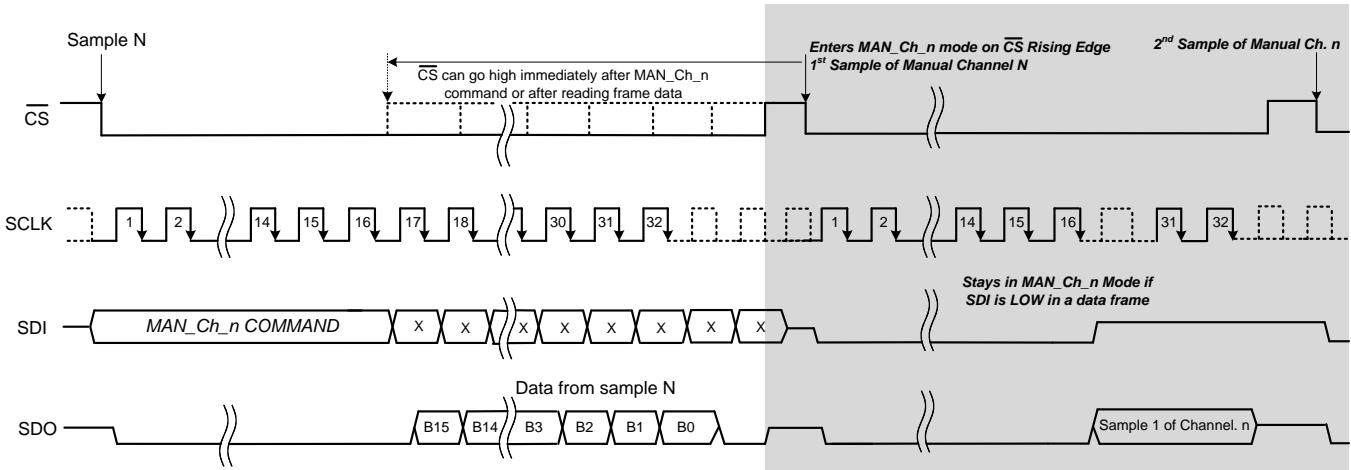 Sample N
Enters MAN_Ch_n mode on CS Rising Edge
1st Sample of Manual Channel N
2nd Sample of Manual Ch. n
CS can go high immediately after MAN_Ch_n
command or after reading frame data
CS
SCLK
1 2 14 15 16 17 18 30 31 32 1 2 14 15 16 31 32
Stays in MAN_Ch_n Mode if
SDI is LOW in a data frame
SDI
MAN_Ch_n COMMAND X X X X X X X X
Data from sample N
SDO
B15 B14 B3 B2 B1 B0
Sample 1 of Channel. n